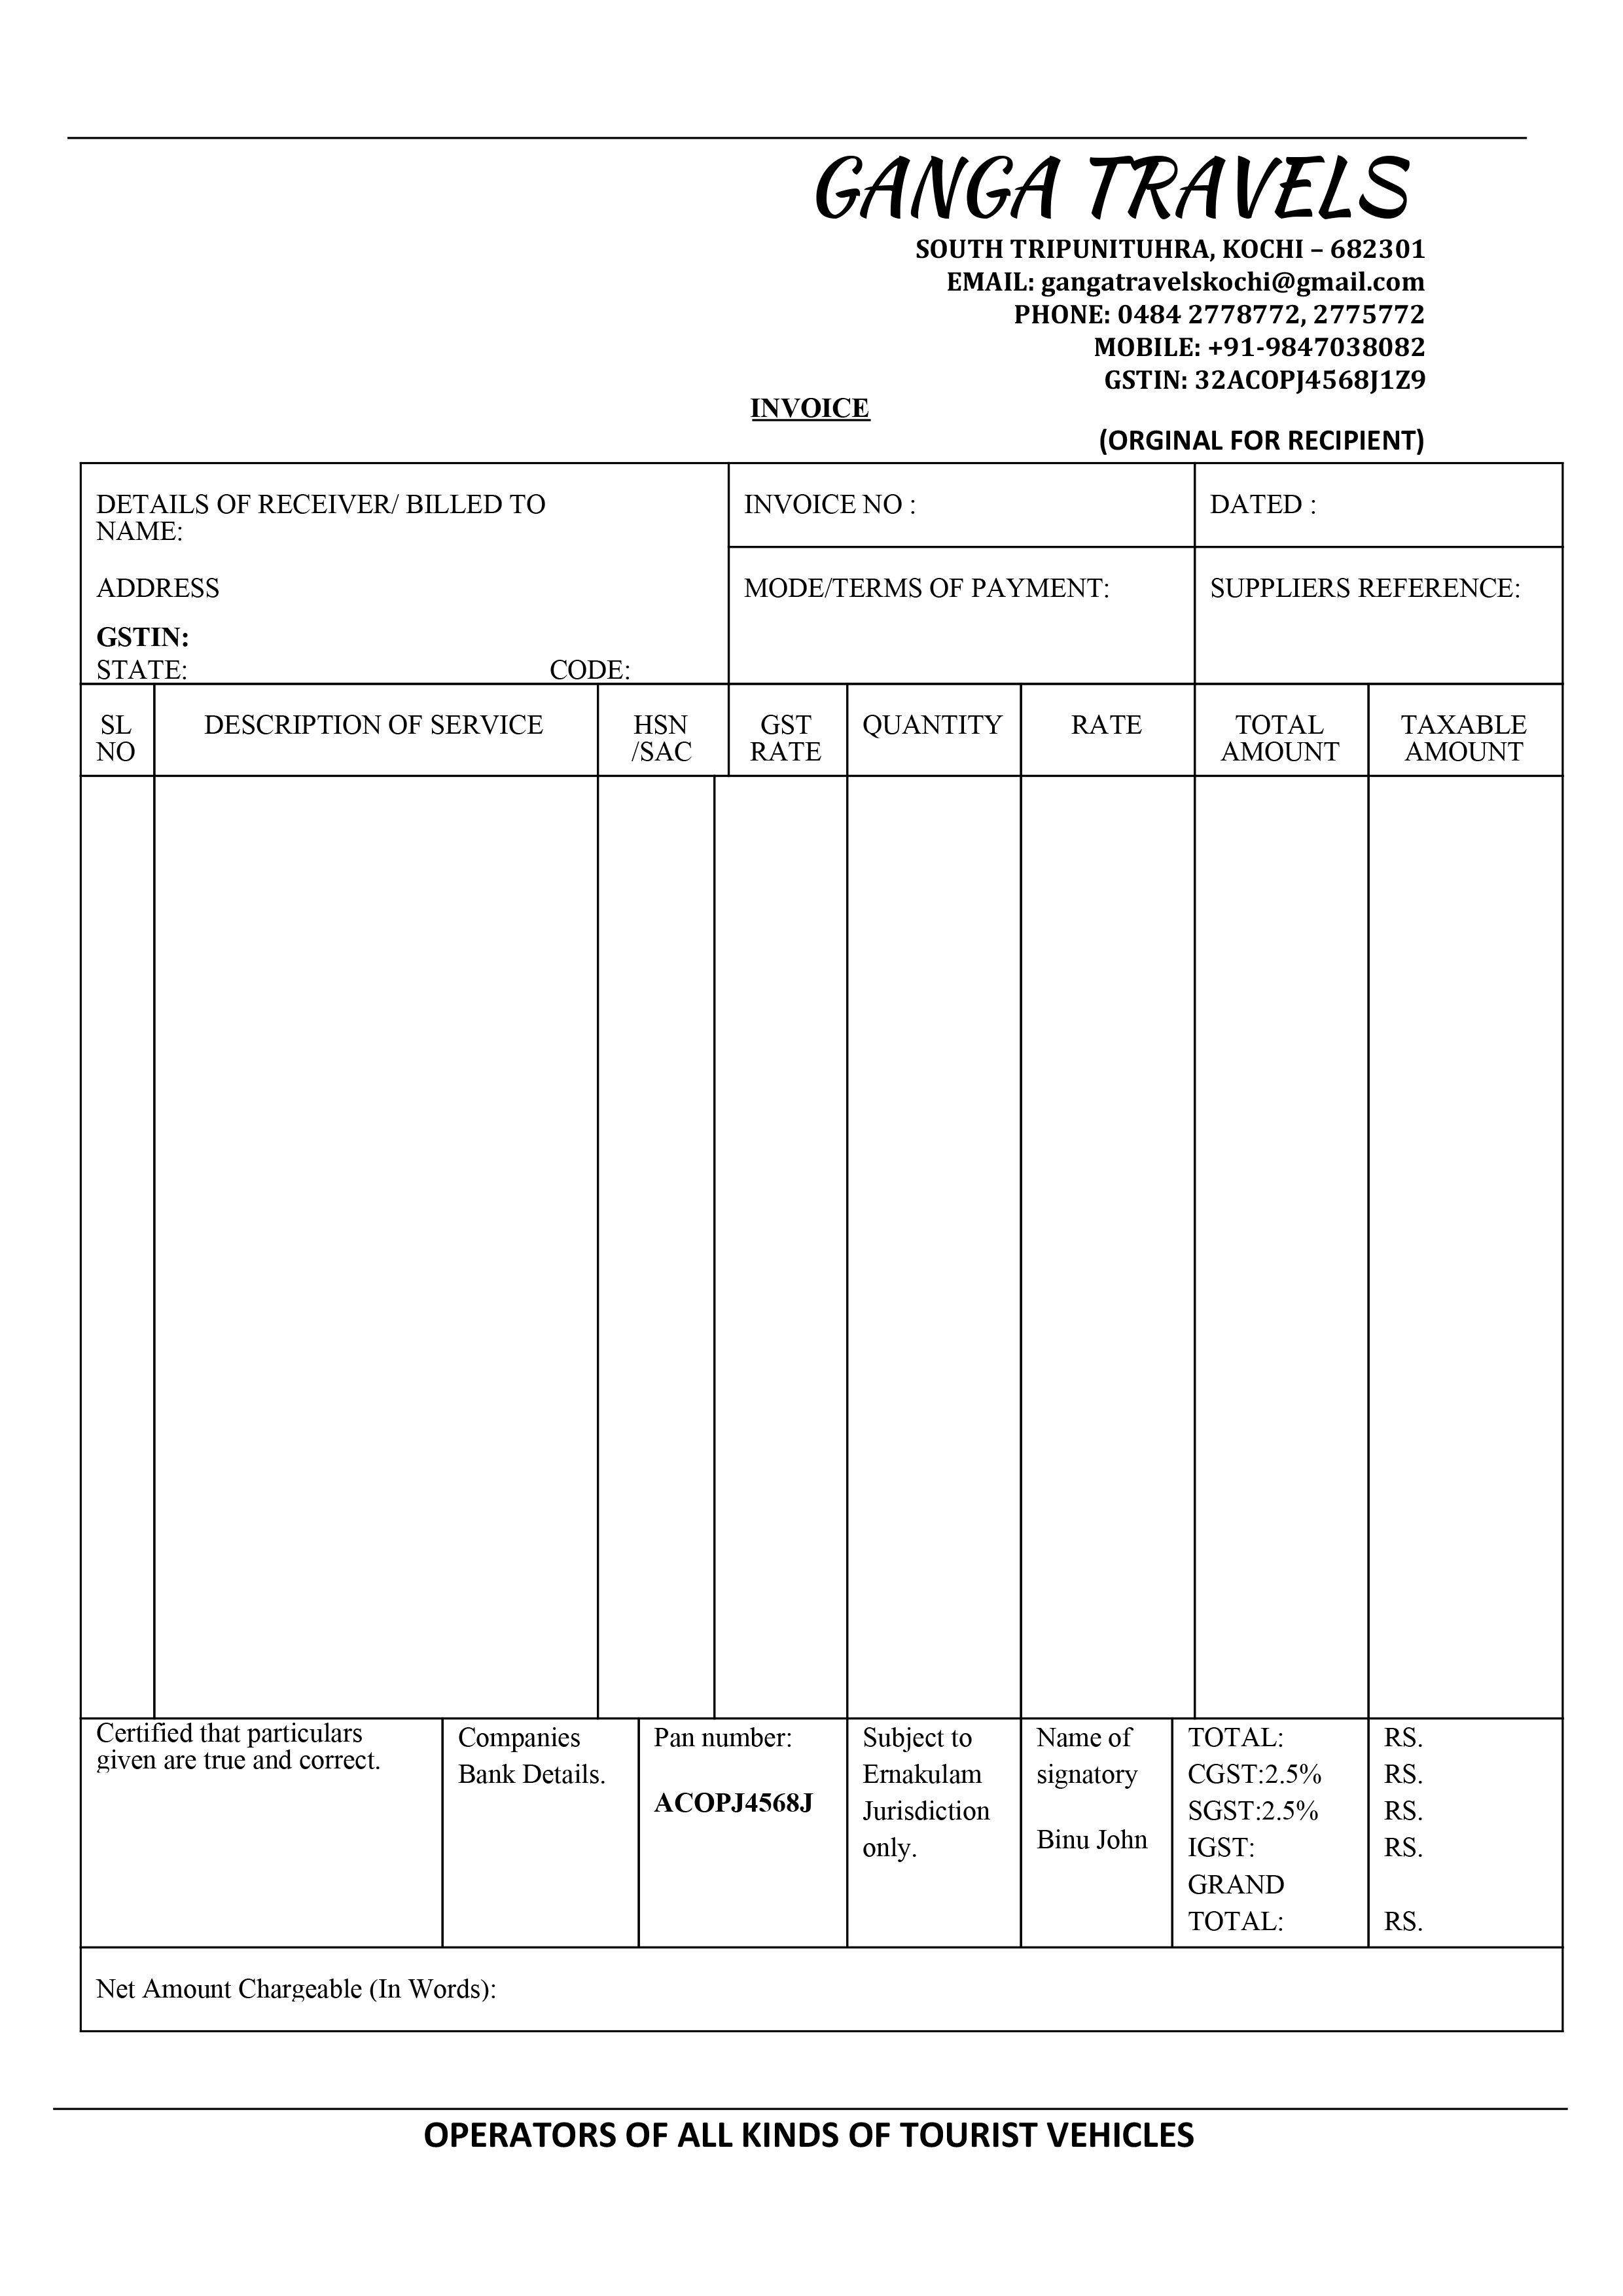 GANGA TRAVELS
SOUTH TRIPUNITUHRA, KOCHI – 682301
EMAIL: gangatravelskochi@gmail.com
PHONE: 0484 2778772, 2775772
MOBILE: +91-9847038082
GSTIN: 32ACOPJ4568J1Z9
INVOICE
(ORGINAL FOR RECIPIENT)
DETAILS OF RECEIVER/ BILLED TO
NAME:
ADDRESS
GSTIN:
STATE: CODE:
INVOICE NO :
DATED :
MODE/TERMS OF PAYMENT:
SUPPLIERS REFERENCE:
SL
NO
DESCRIPTION OF SERVICE
HSN
/SAC
GST
RATE
QUANTITY
RATE
TOTAL
AMOUNT
TAXABLE
AMOUNT
Certified that particulars
given are true and correct.
Companies
Bank Details.
Pan number:
ACOPJ4568J
Subject to
Ernakulam
Jurisdiction
only.
Name of
signatory
Binu John
TOTAL: RS.
CGST:2.5% RS.
SGST:2.5% RS.
IGST: RS.
GRAND
TOTAL: RS.
Net Amount Chargeable (In Words):
OPERATORS OF ALL KINDS OF TOURIST VEHICLES